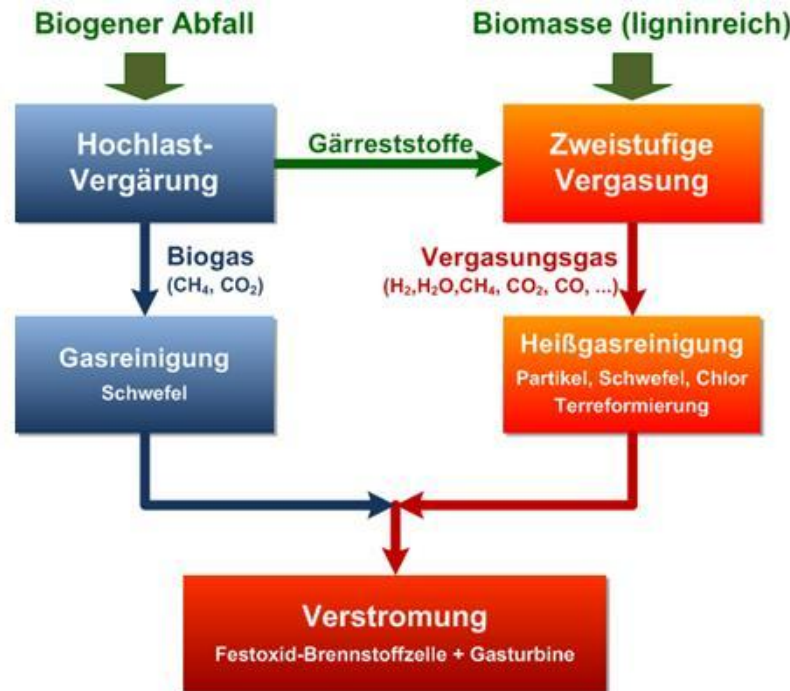 Biogener Abfall
Biomasse (ligninreich)
Hochlast-
Vergärung
Gärreststoffe
Zweistufige
Vergasung
Biogas
(CH₄, CO₂)
Vergasungsgas
(H₂,H₂O,CH₄, CO₂, CO, ...)
Gasreinigung
Schwefel
Heißgasreinigung
Partikel, Schwefel, Chlor
Terreformierung
Verstromung
Festoxid-Brennstoffzelle + Gasturbine